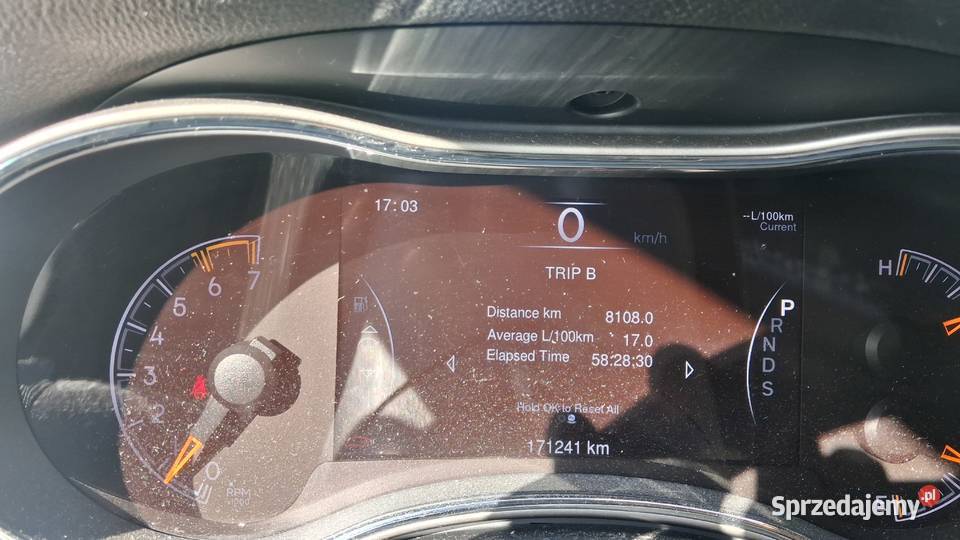 17:03
0
km/h
--L/100km
Current
TRIP B
Distance km 8108.0
Average L/100km 17.0
Elapsed Time 58:28:30
Hold OK to Reset All
171241 km
P
R
N
D
S
7
6
5
4
3
2
0
RPM
H
E
Sprzedajemy.pl